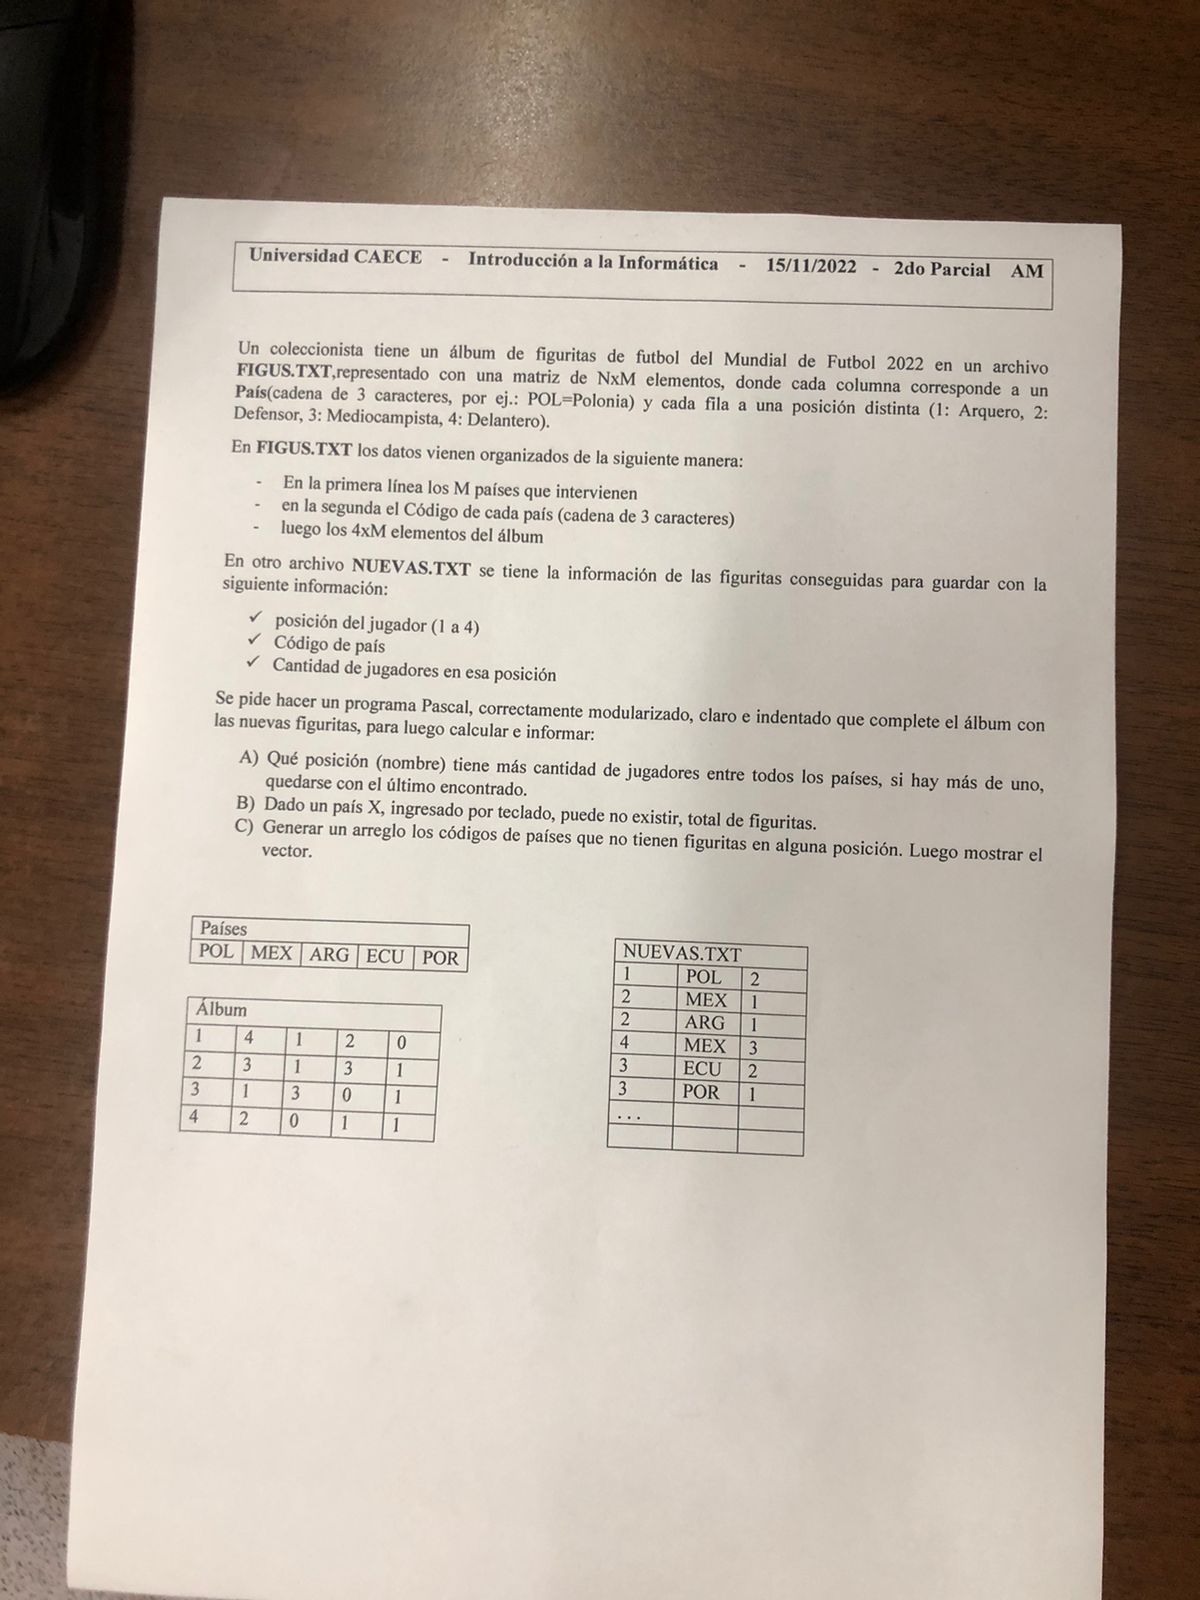 Universidad CAECE - Introducción a la Informática - 15/11/2022 - 2do Parcial AM
Un coleccionista tiene un álbum de figuritas de futbol del Mundial de Futbol 2022 en un archivo
FIGUS.TXT,representado con una matriz de NxM elementos, donde cada columna corresponde a un
País(cadena de 3 caracteres, por ej.: POL=Polonia) y cada fila a una posición distinta (1: Arquero, 2:
Defensor, 3: Mediocampista, 4: Delantero).
En FIGUS.TXT los datos vienen organizados de la siguiente manera:
- En la primera línea los M países que intervienen
- en la segunda el Código de cada país (cadena de 3 caracteres)
- luego los 4xM elementos del álbum
En otro archivo NUEVAS.TXT se tiene la información de las figuritas conseguidas para guardar con la
siguiente información:
✓ posición del jugador (1 a 4)
✓ Código de país
✓ Cantidad de jugadores en esa posición
Se pide hacer un programa Pascal, correctamente modularizado, claro e indentado que complete el álbum con
las nuevas figuritas, para luego calcular e informar:
A) Qué posición (nombre) tiene más cantidad de jugadores entre todos los países, si hay más de uno,
quedarse con el último encontrado.
B) Dado un país X, ingresado por teclado, puede no existir, total de figuritas.
C) Generar un arreglo los códigos de países que no tienen figuritas en alguna posición. Luego mostrar el
vector.
Países
POL MEX ARG ECU POR
Álbum
1 4 1 2 0
2 3 1 3 1
3 1 3 0 1
4 2 0 1 1
NUEVAS.TXT
1 POL 2
2 MEX 1
2 ARG 1
4 MEX 3
3 ECU 2
3 POR 1
...